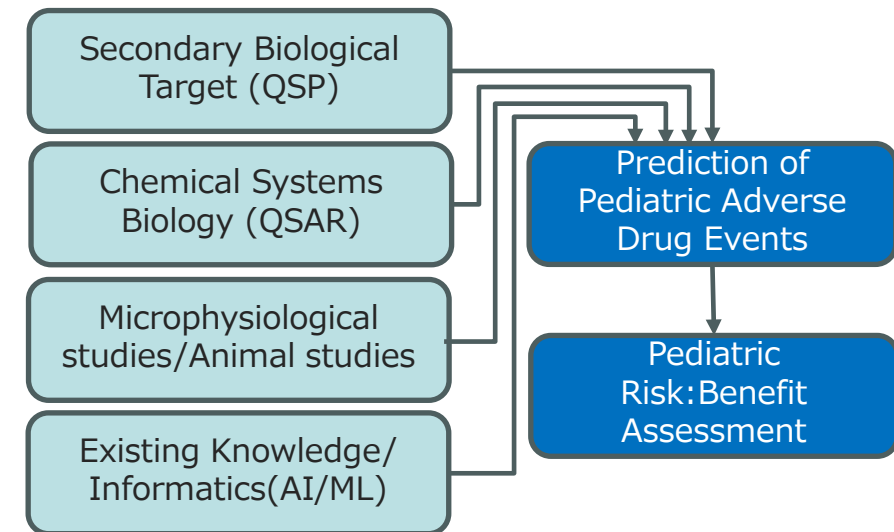 Secondary Biological
Target (QSP)
Chemical Systems
Biology (QSAR)
Microphysiological
studies/Animal studies
Existing Knowledge/
Informatics(AI/ML)
Prediction of
Pediatric Adverse
Drug Events
Pediatric
Risk:Benefit
Assessment